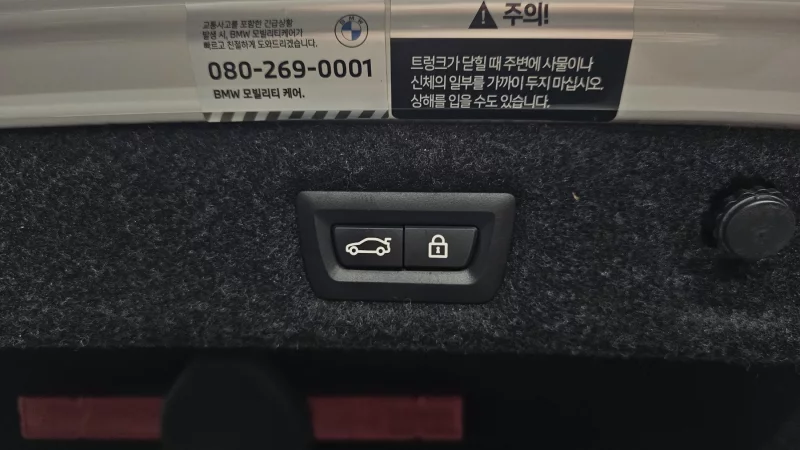 교통사고를 포함한 긴급상황
발생 시, BMW 모빌리티케어가
빠르고 친절하게 도와드리겠습니다.
080-269-0001
BMW 모빌리티 케어.
BMW
주의!
트렁크가 닫힐 때 주변에 사물이나
신체의 일부를 가까이 두지 마십시오.
상해를 입을 수도 있습니다.